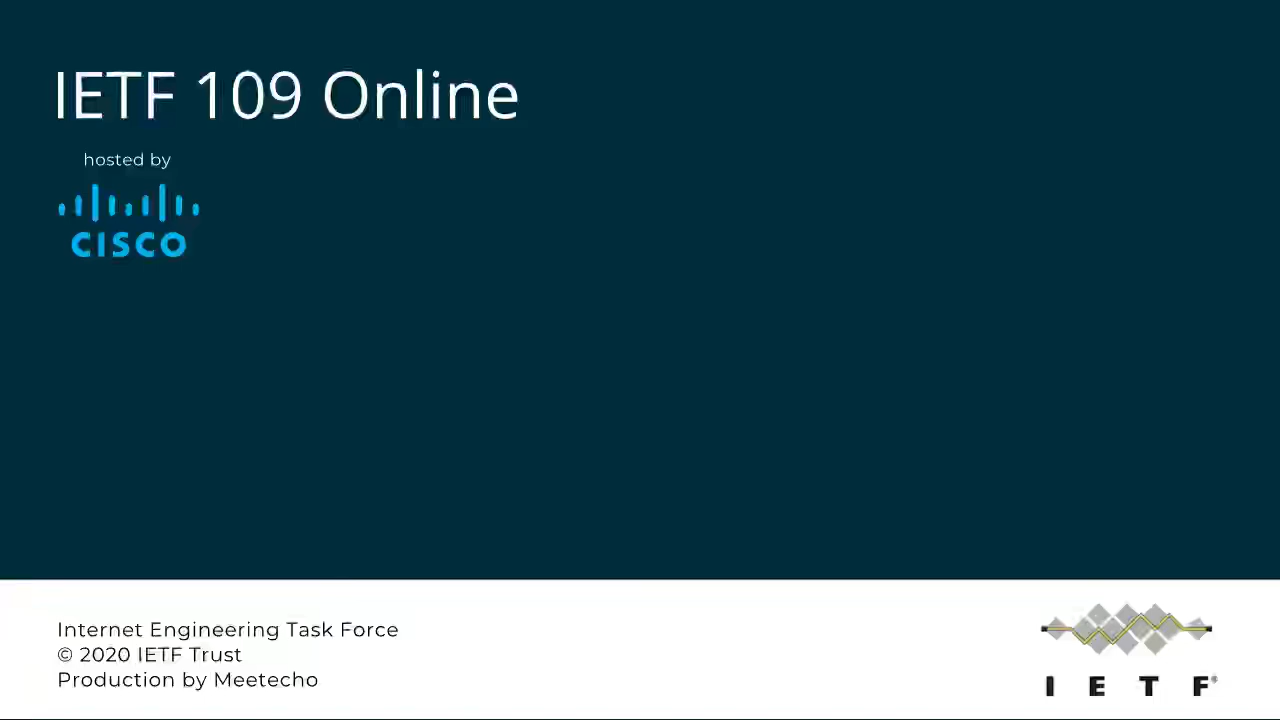 IETF 109 Online
hosted by
CISCO
Internet Engineering Task Force
© 2020 IETF Trust
Production by Meetecho
I E T F®